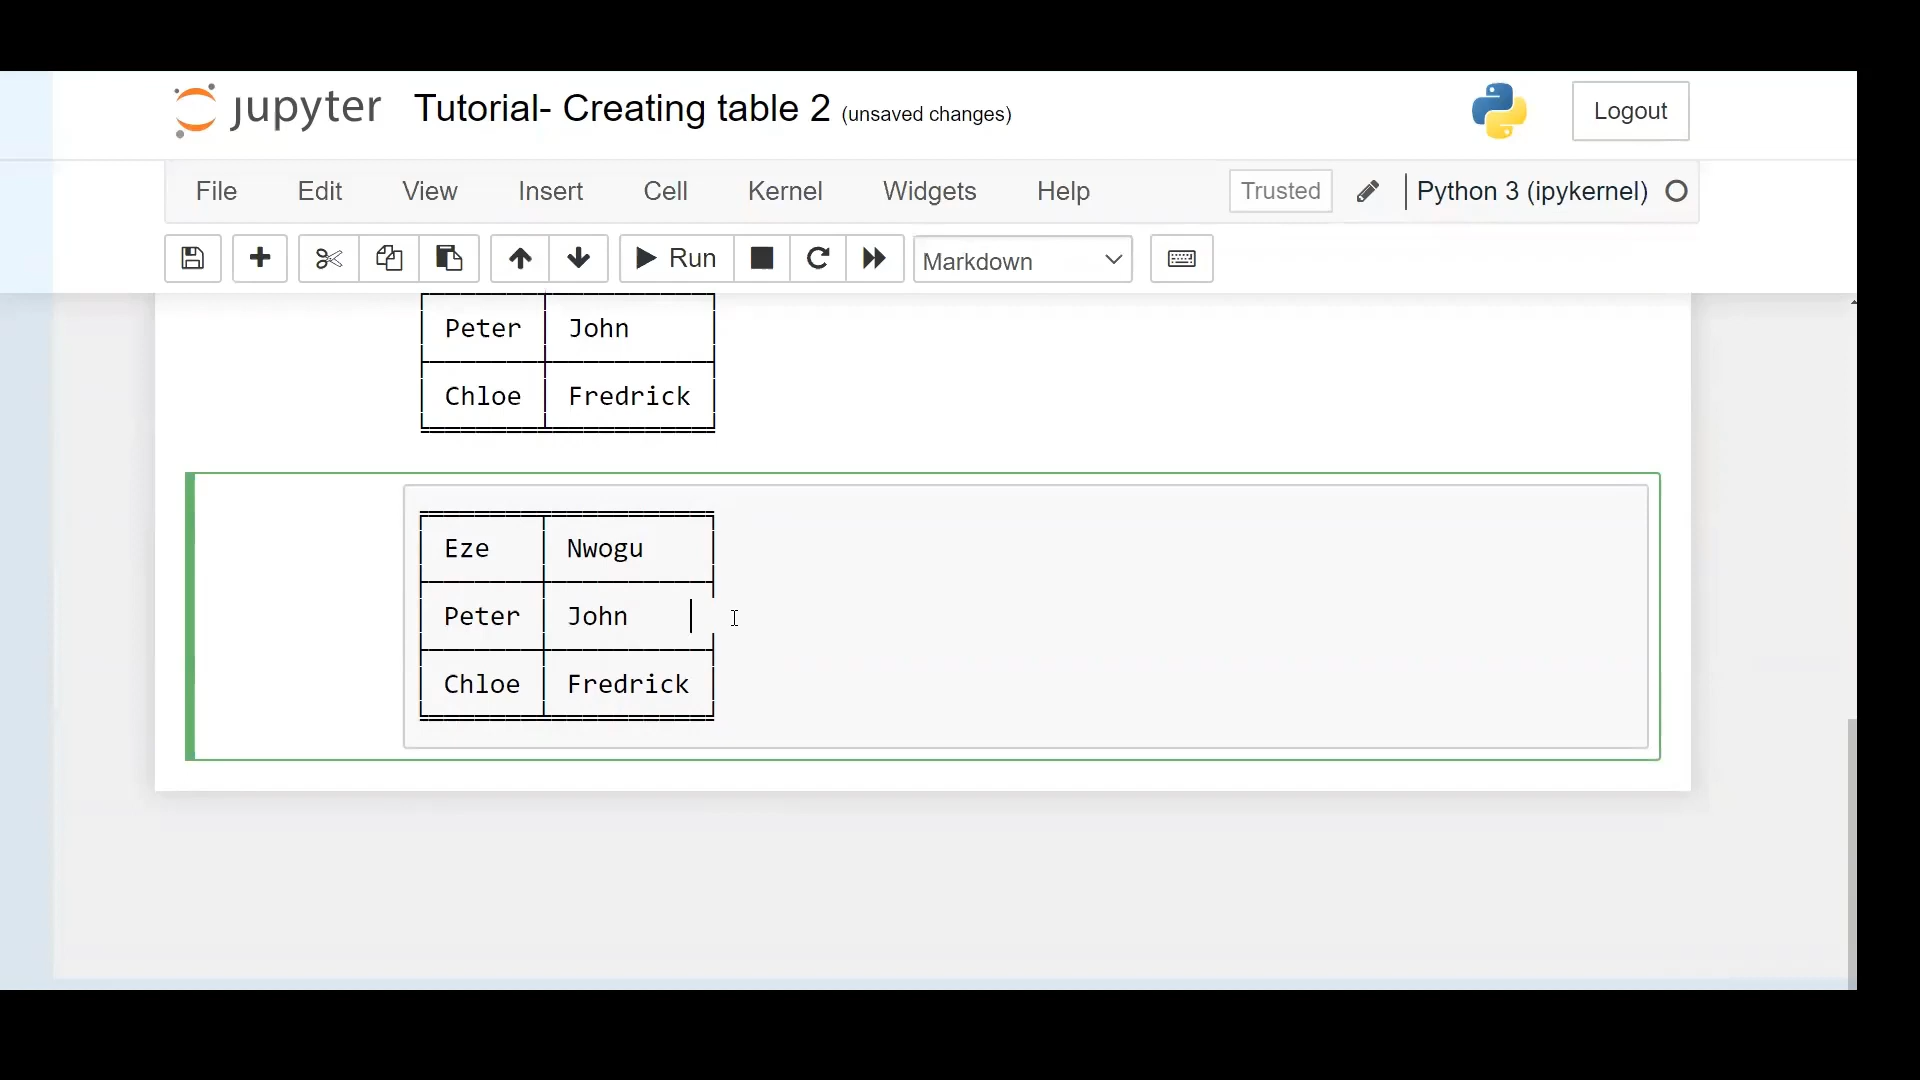 jupyter Tutorial- Creating table 2 (unsaved changes) Logout
File Edit View Insert Cell Kernel Widgets Help Trusted Python 3 (ipykernel)
Run Markdown
Peter John
Chloe Fredrick
Eze Nwogu
Peter John
Chloe Fredrick